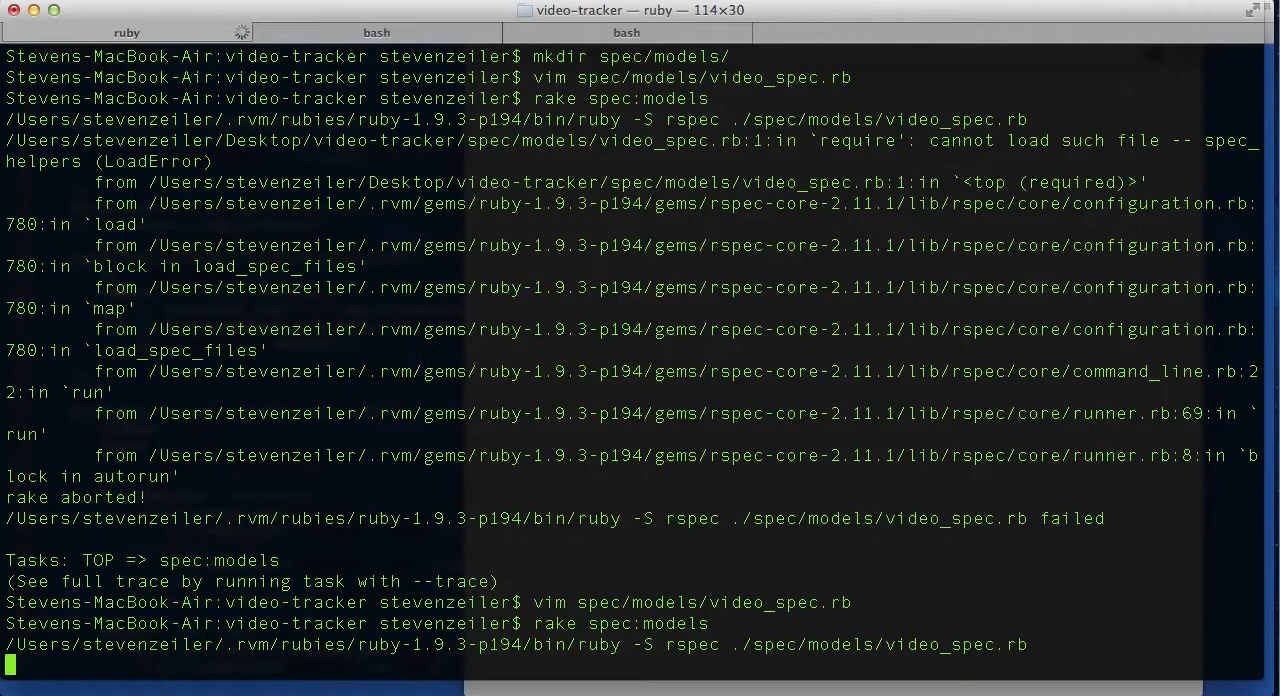 video-tracker — ruby — 114×30
ruby bash bash
Stevens-MacBook-Air:video-tracker stevenzeiler$ mkdir spec/models/
Stevens-MacBook-Air:video-tracker stevenzeiler$ vim spec/models/video_spec.rb
Stevens-MacBook-Air:video-tracker stevenzeiler$ rake spec:models
/Users/stevenzeiler/.rvm/rubies/ruby-1.9.3-p194/bin/ruby -S rspec ./spec/models/video_spec.rb
/Users/stevenzeiler/Desktop/video-tracker/spec/models/video_spec.rb:1:in `require': cannot load such file -- spec_
helpers (LoadError)
from /Users/stevenzeiler/Desktop/video-tracker/spec/models/video_spec.rb:1:in `<top (required)>'
from /Users/stevenzeiler/.rvm/gems/ruby-1.9.3-p194/gems/rspec-core-2.11.1/lib/rspec/core/configuration.rb:
780:in `load'
from /Users/stevenzeiler/.rvm/gems/ruby-1.9.3-p194/gems/rspec-core-2.11.1/lib/rspec/core/configuration.rb:
780:in `block in load_spec_files'
from /Users/stevenzeiler/.rvm/gems/ruby-1.9.3-p194/gems/rspec-core-2.11.1/lib/rspec/core/configuration.rb:
780:in `map'
from /Users/stevenzeiler/.rvm/gems/ruby-1.9.3-p194/gems/rspec-core-2.11.1/lib/rspec/core/configuration.rb:
780:in `load_spec_files'
from /Users/stevenzeiler/.rvm/gems/ruby-1.9.3-p194/gems/rspec-core-2.11.1/lib/rspec/core/command_line.rb:2
2:in `run'
from /Users/stevenzeiler/.rvm/gems/ruby-1.9.3-p194/gems/rspec-core-2.11.1/lib/rspec/core/runner.rb:69:in `
run'
from /Users/stevenzeiler/.rvm/gems/ruby-1.9.3-p194/gems/rspec-core-2.11.1/lib/rspec/core/runner.rb:8:in `b
lock in autorun'
rake aborted!
/Users/stevenzeiler/.rvm/rubies/ruby-1.9.3-p194/bin/ruby -S rspec ./spec/models/video_spec.rb failed
Tasks: TOP => spec:models
(See full trace by running task with --trace)
Stevens-MacBook-Air:video-tracker stevenzeiler$ vim spec/models/video_spec.rb
Stevens-MacBook-Air:video-tracker stevenzeiler$ rake spec:models
/Users/stevenzeiler/.rvm/rubies/ruby-1.9.3-p194/bin/ruby -S rspec ./spec/models/video_spec.rb